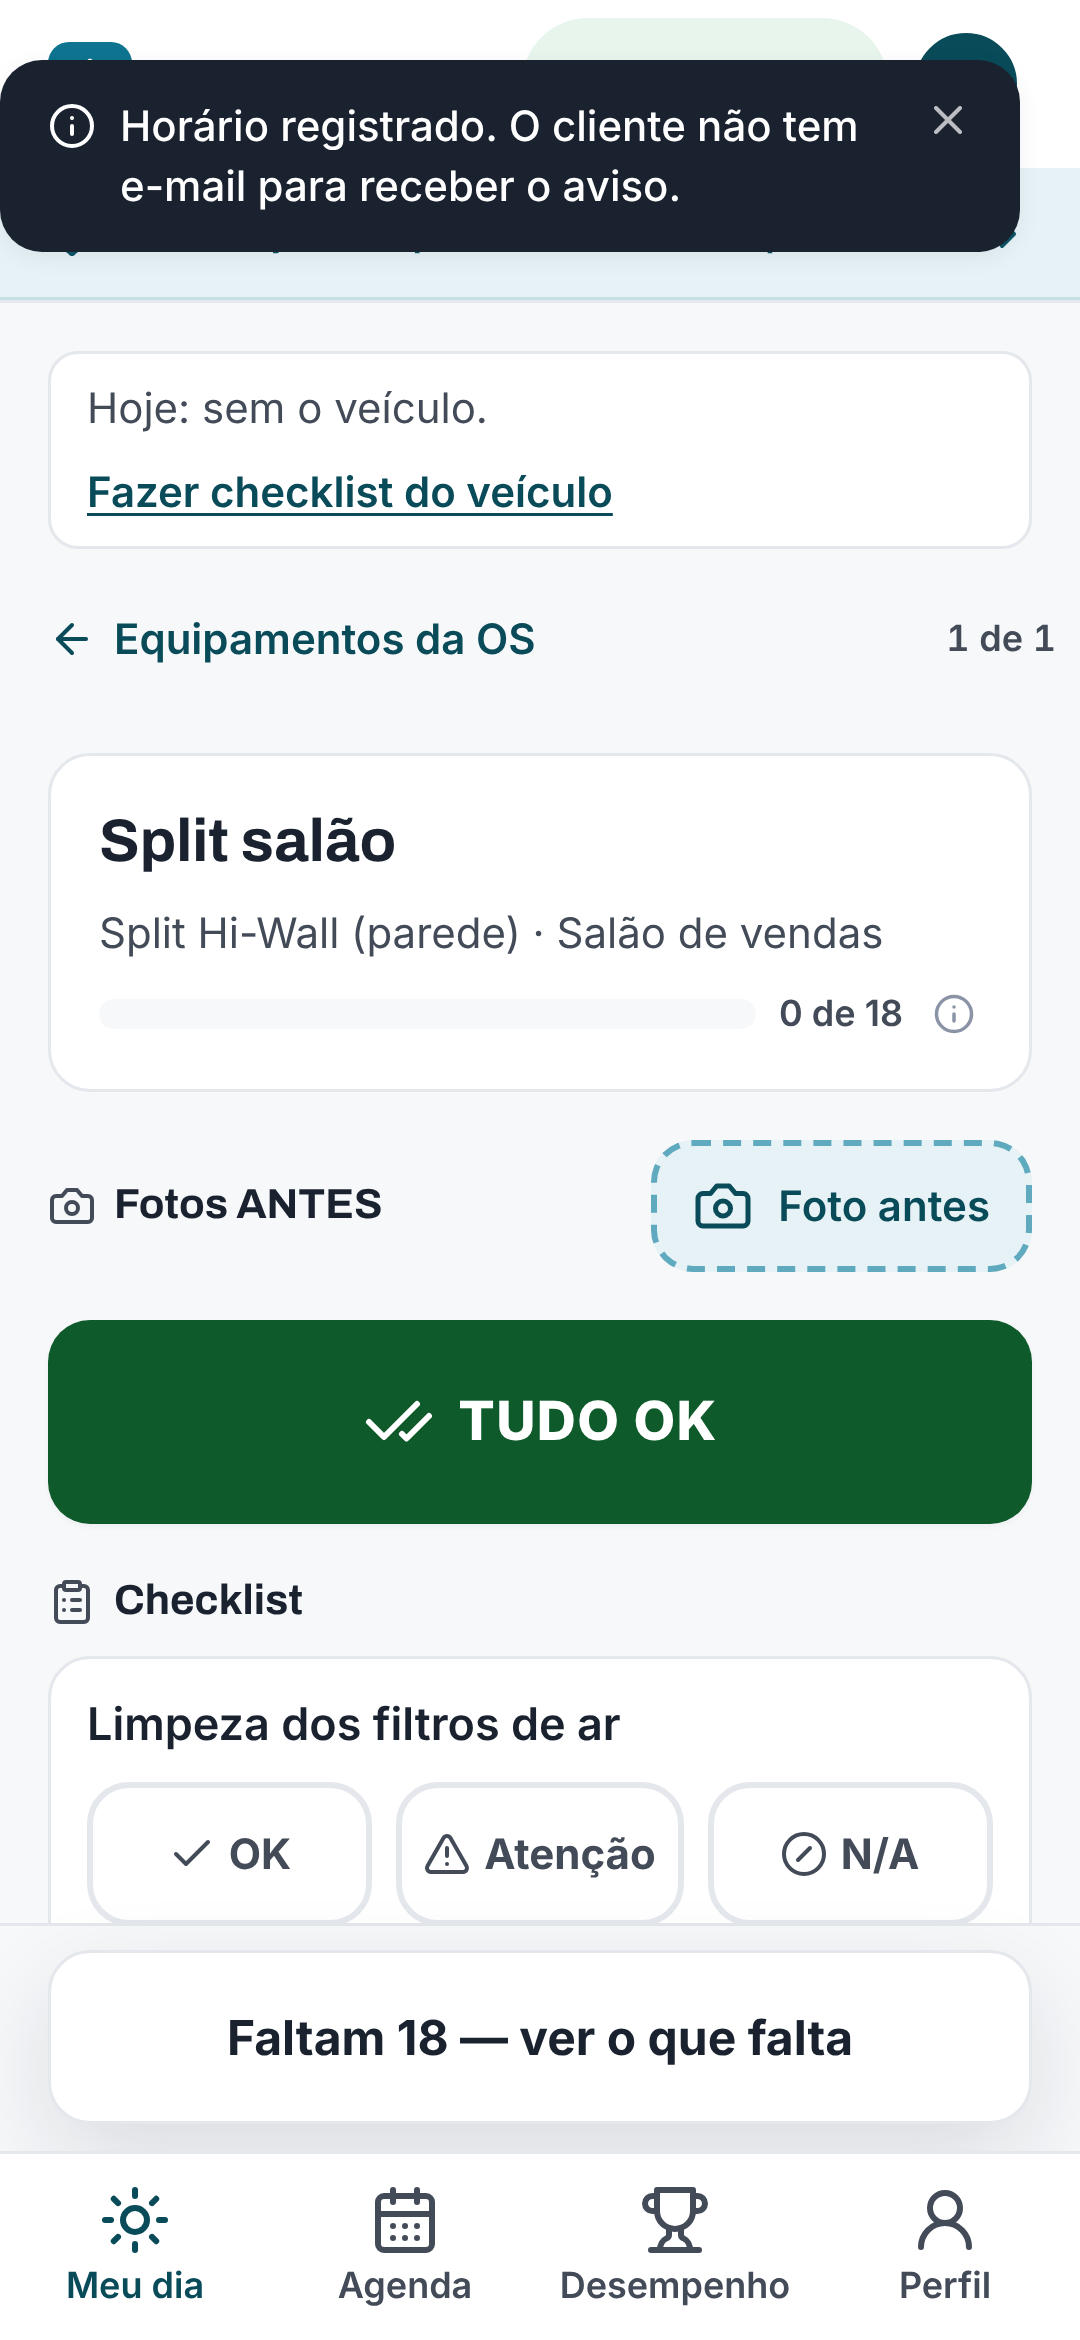 Horário registrado. O cliente não tem
e-mail para receber o aviso.
Hoje: sem o veículo.
Fazer checklist do veículo
Equipamentos da OS
1 de 1
Split salão
Split Hi-Wall (parede) · Salão de vendas
0 de 18
Fotos ANTES
Foto antes
TUDO OK
Checklist
Limpeza dos filtros de ar
OK
Atenção
N/A
Faltam 18 — ver o que falta
Meu dia
Agenda
Desempenho
Perfil